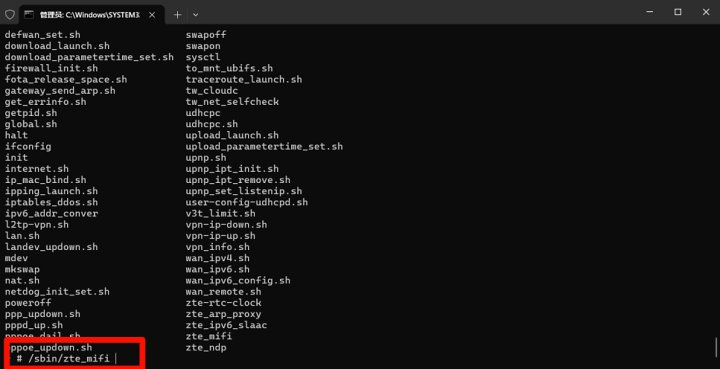 管理员: C:\Windows\SYSTEM32
defwan_set.sh swapoff
download_launch.sh swapon
download_parametertime_set.sh sysctl
firewall_init.sh to_mnt_ubifs.sh
fota_release_space.sh traceroute_launch.sh
gateway_send_arp.sh tw_cloudc
get_errinfo.sh tw_net_selfcheck
getpid.sh udhcpc
global.sh udhcpc.sh
halt upload_launch.sh
ifconfig upload_parametertime_set.sh
init upnp.sh
internet.sh upnp_ipt_init.sh
ip_mac_bind.sh upnp_ipt_remove.sh
ipping_launch.sh upnp_set_listenip.sh
iptables_ddos.sh user-config-udhcpd.sh
ipv6_addr_conver v3t_limit.sh
l2tp-vpn.sh vpn-ip-down.sh
lan.sh vpn-ip-up.sh
landev_updown.sh vpn_info.sh
mdev wan_ipv4.sh
mkswap wan_ipv6.sh
nat.sh wan_ipv6_config.sh
netdog_init_set.sh wan_remote.sh
poweroff zte-rtc-clock
ppp_updown.sh zte_arp_proxy
pppd_up.sh zte_ipv6_slaac
pppoe_dail.sh zte_mifi
ppoe_updown.sh zte_ndp
# /sbin/zte_mifi